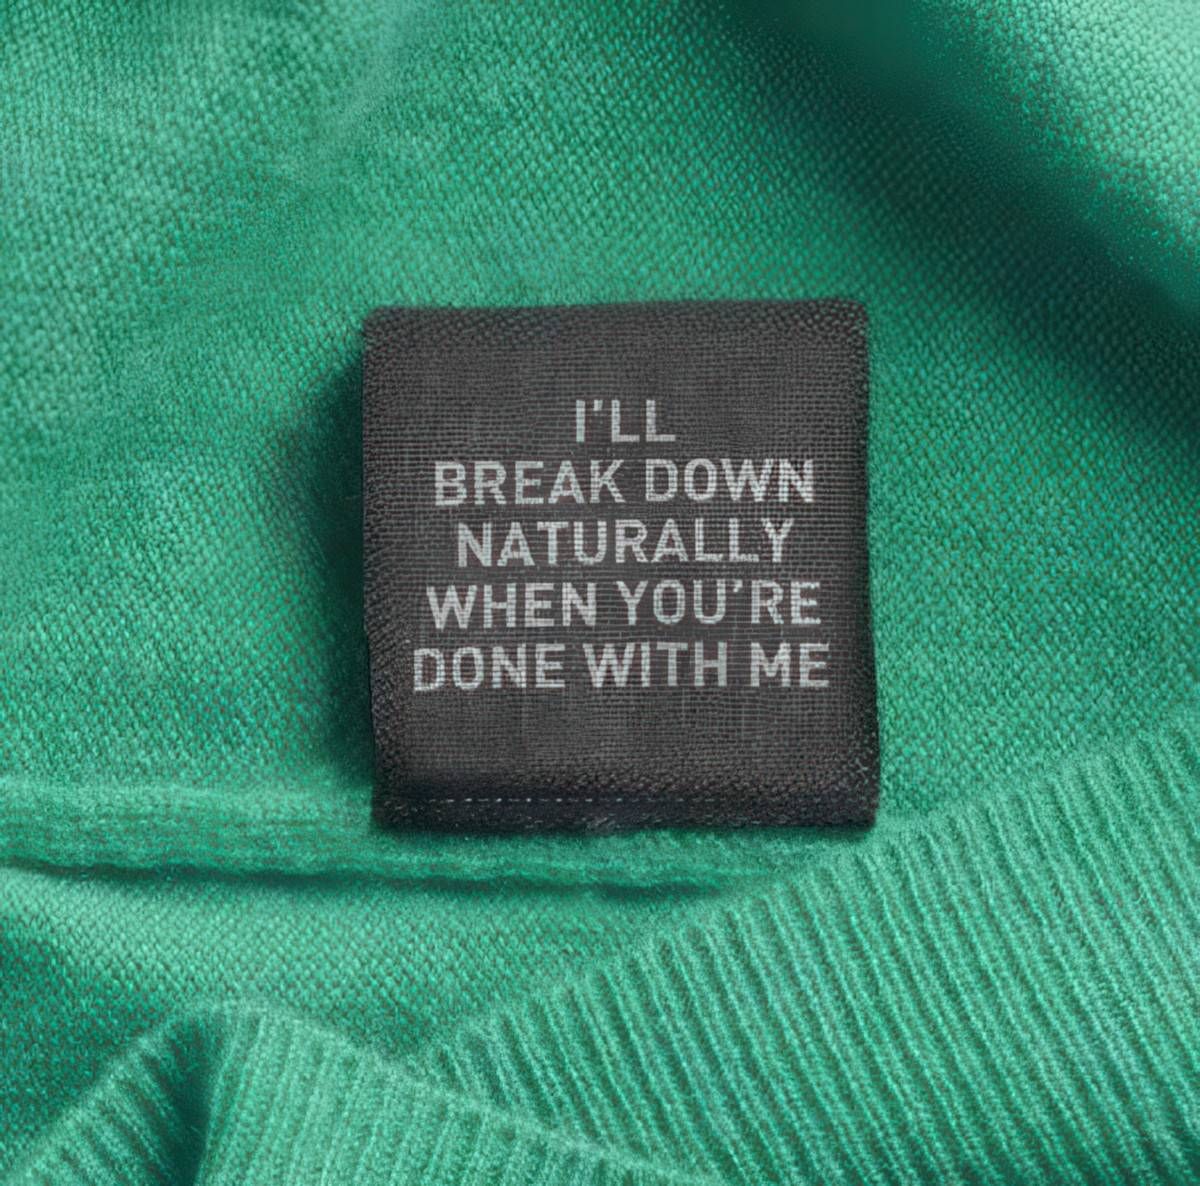 I'LL
BREAK DOWN
NATURALLY
WHEN YOU'RE
DONE WITH ME